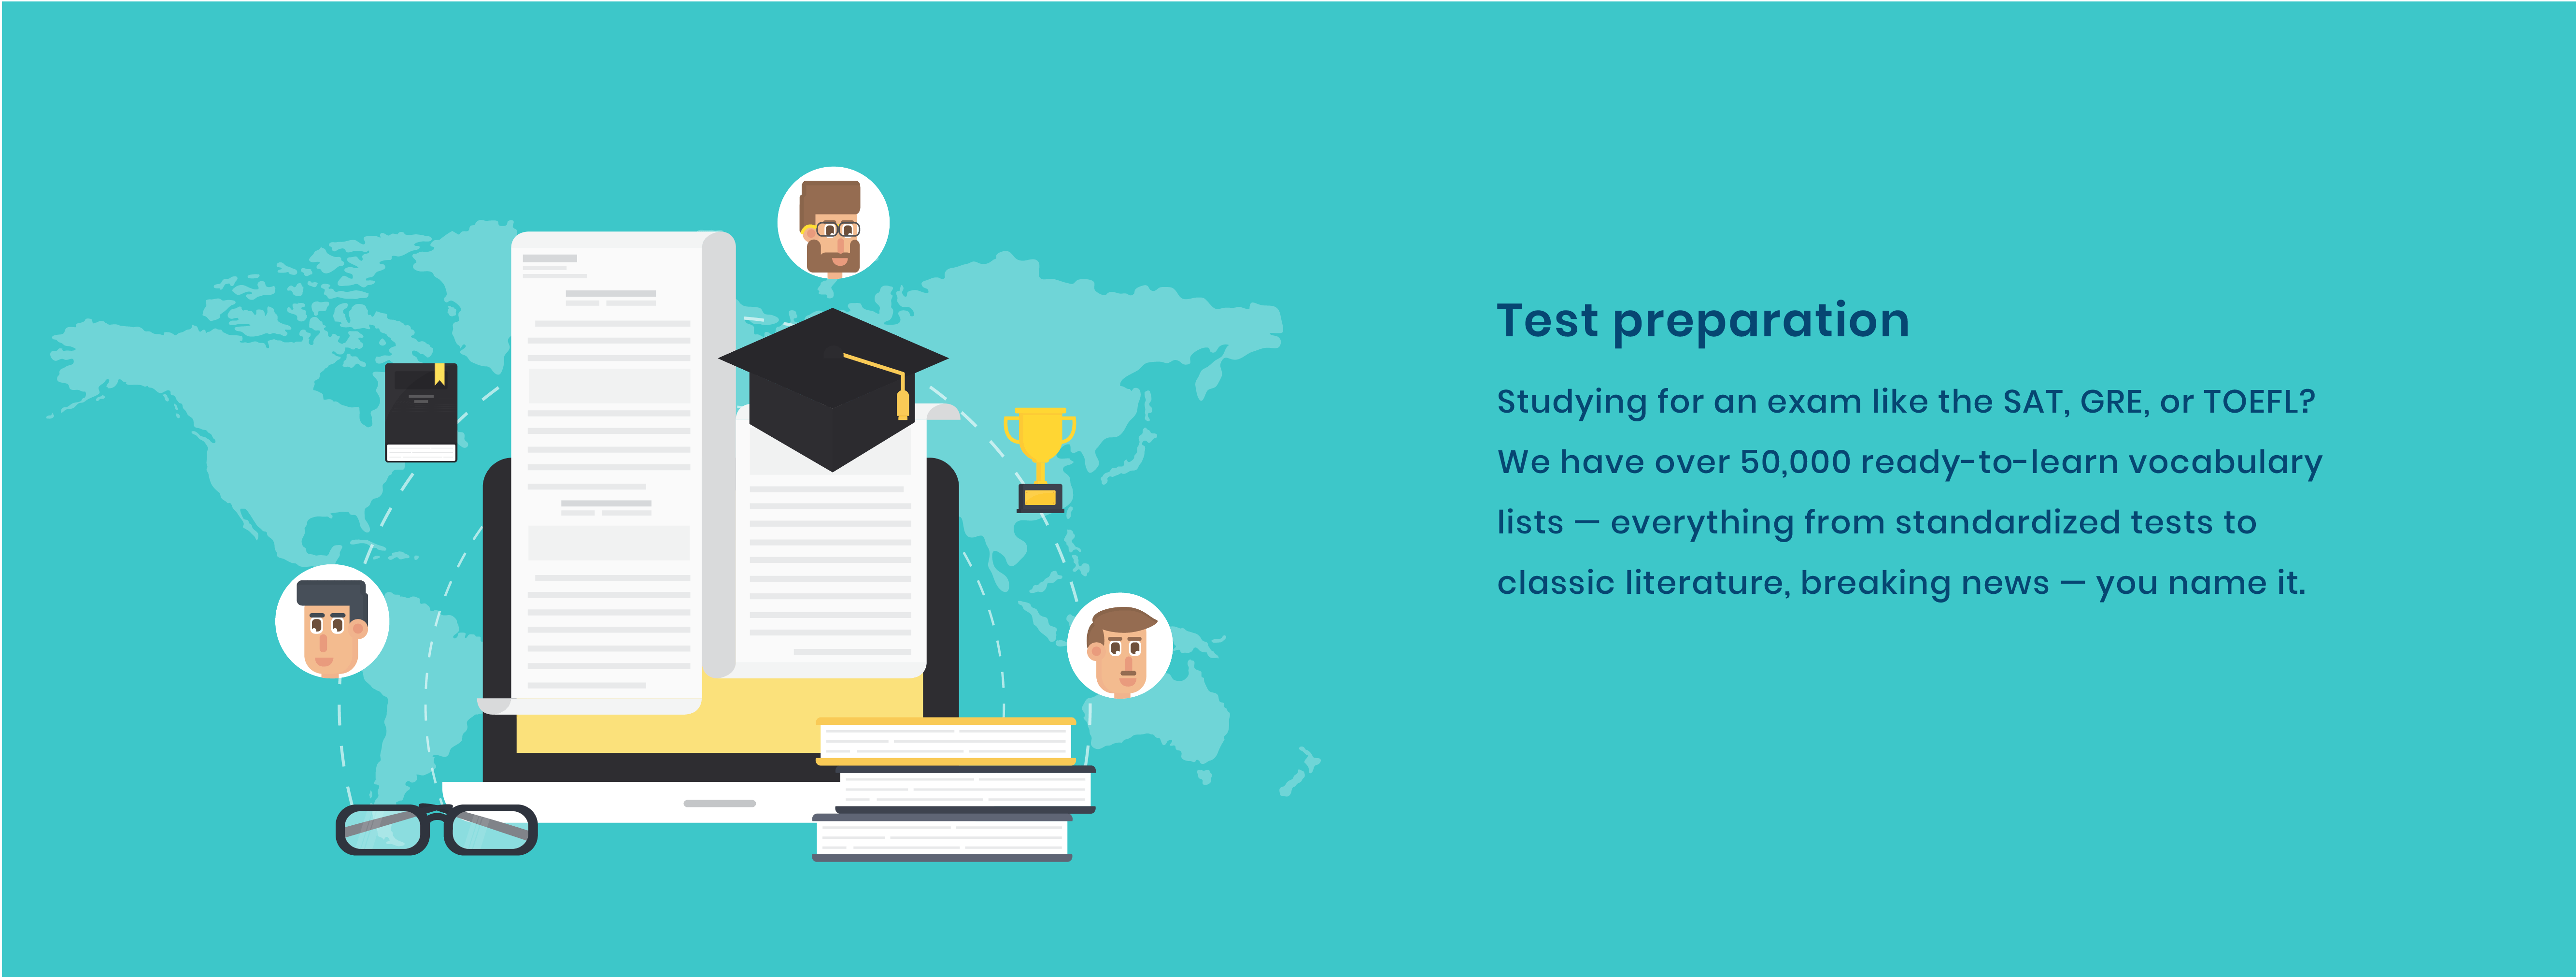 Test preparation
Studying for an exam like the SAT, GRE, or TOEFL?
We have over 50,000 ready-to-learn vocabulary
lists — everything from standardized tests to
classic literature, breaking news — you name it.